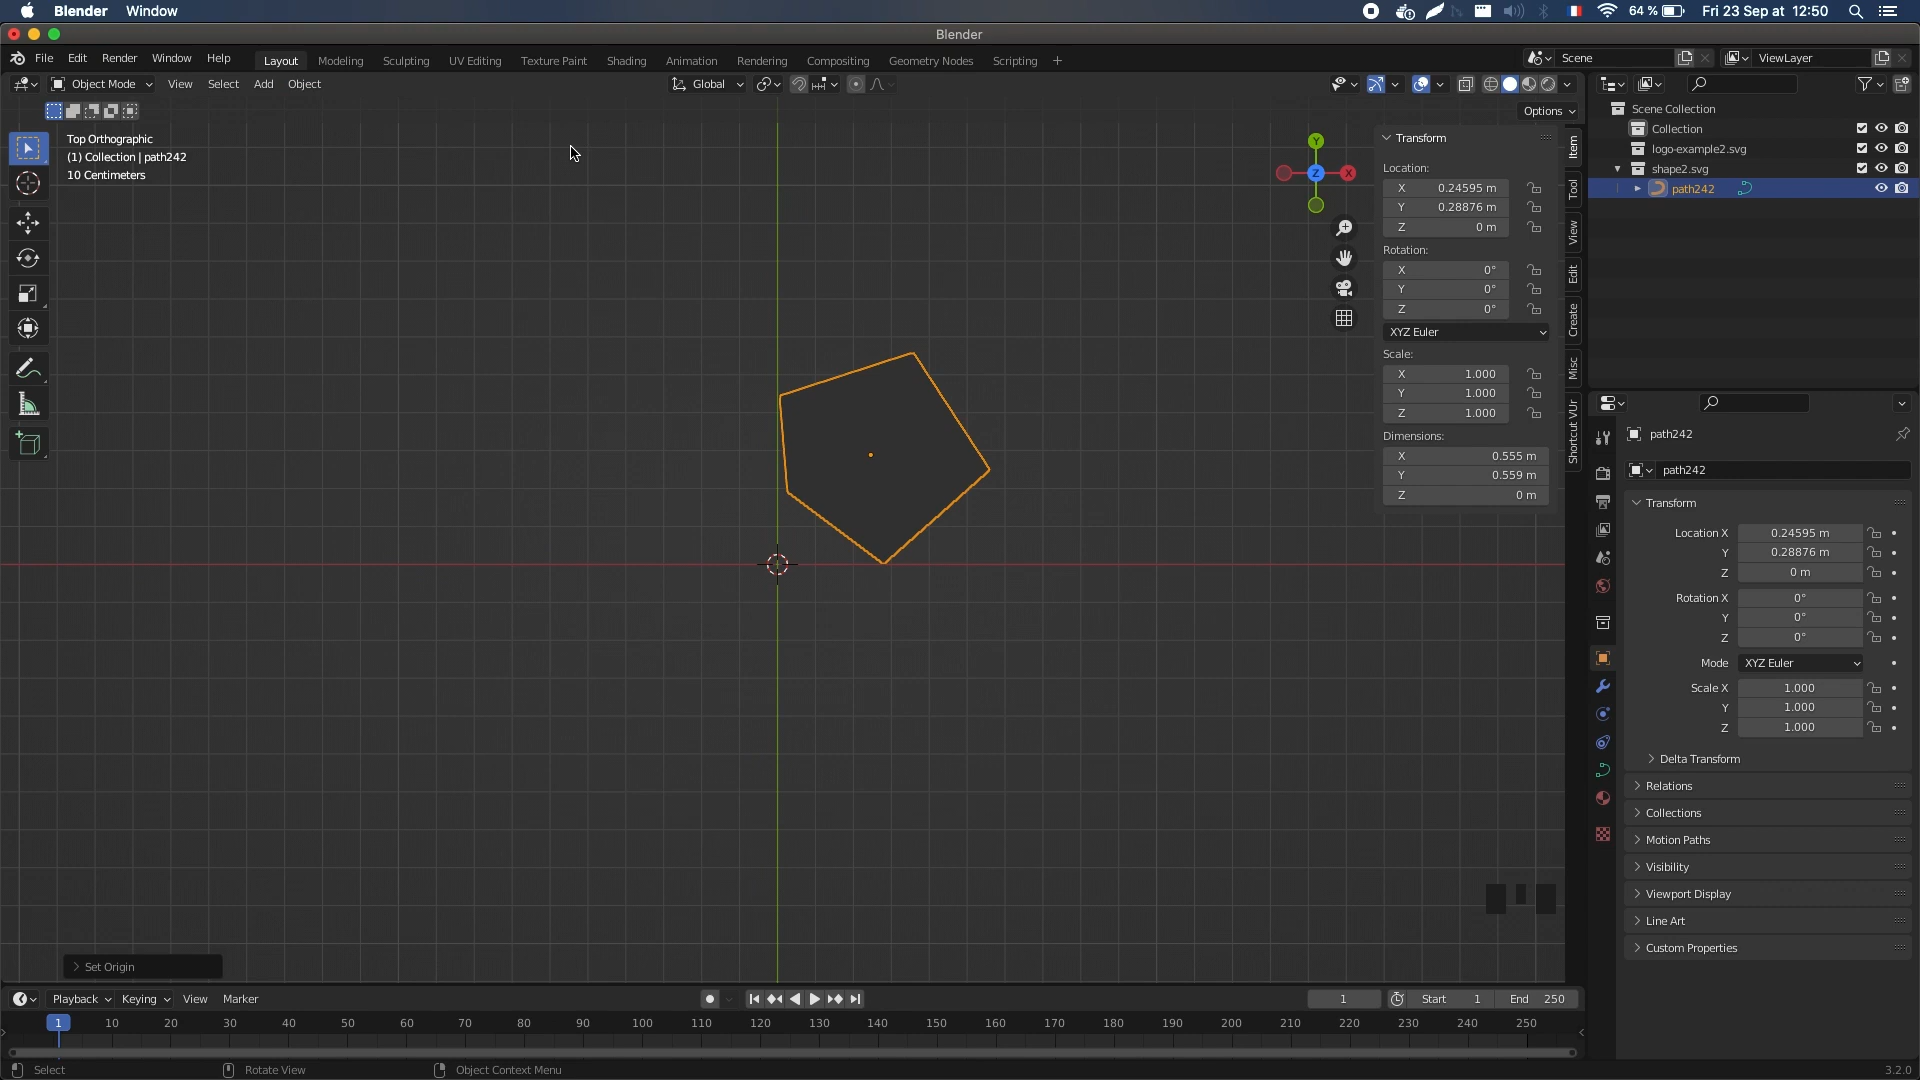 Blender Window 64 % Fri 23 Sep at 12:50
Blender
File Edit Render Window Help Layout Modeling Sculpting UV Editing Texture Paint Shading Animation Rendering Compositing Geometry Nodes Scripting + Scene ViewLayer
Object Mode View Select Add Object Global
Options
Top Orthographic
(1) Collection | path242
10 Centimeters
Y
Z X
Transform
Location:
X 0.24595 m
Y 0.28876 m
Z 0 m
Rotation:
X 0°
Y 0°
Z 0°
XYZ Euler
Scale:
X 1.000
Y 1.000
Z 1.000
Dimensions:
X 0.555 m
Y 0.559 m
Z 0 m
Item
Tool
View
Edit
Create
Misc
Shortcut VUr
Scene Collection
Collection
logo-example2.svg
shape2.svg
path242
path242
path242
Transform
Location X 0.24595 m
Y 0.28876 m
Z 0 m
Rotation X 0°
Y 0°
Z 0°
Mode XYZ Euler
Scale X 1.000
Y 1.000
Z 1.000
Delta Transform
Relations
Collections
Motion Paths
Visibility
Viewport Display
Line Art
Custom Properties
Set Origin
Playback Keying View Marker 1 Start 1 End 250
1 10 20 30 40 50 60 70 80 90 100 110 120 130 140 150 160 170 180 190 200 210 220 230 240 250
Select Rotate View Object Context Menu 3.2.0